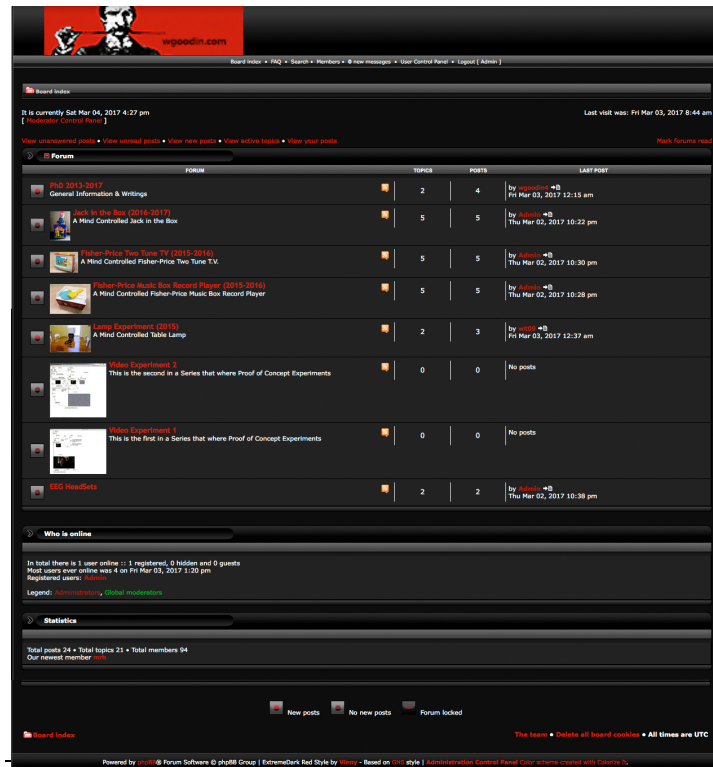 wgoodin.com
Board index • FAQ • Search • Members • 0 new messages • User Control Panel • Logout [ Admin ]
Board index
It is currently Sat Mar 04, 2017 4:27 pm
Last visit was: Fri Mar 03, 2017 8:44 am
[ Moderator Control Panel ]
View unanswered posts • View unread posts • View new posts • View active topics • View your posts
Mark forums read
Forum
FORUM TOPICS POSTS LAST POST
PhD 2013-2017
General Information & Writings
2 4
by wgoodin4
Fri Mar 03, 2017 12:15 am
Jack in the Box (2016-2017)
A Mind Controlled Jack in the Box
5 5
by Admin
Thu Mar 02, 2017 10:22 pm
Fisher-Price Two Tune TV (2015-2016)
A Mind Controlled Fisher-Price Two Tune T.V.
5 5
by Admin
Thu Mar 02, 2017 10:30 pm
Fisher-Price Music Box Record Player (2015-2016)
A Mind Controlled Fisher-Price Music Box Record Player
5 5
by Admin
Thu Mar 02, 2017 10:28 pm
Lamp Experiment (2015)
A Mind Controlled Table Lamp
2 3
by
Fri Mar 03, 2017 12:37 am
Video Experiment 2
This is the second in a Series that where Proof of Concept Experiments
0 0
No posts
Video Experiment 1
This is the first in a Series that where Proof of Concept Experiments
0 0
No posts
EEG HeadSets
2 2
by Admin
Thu Mar 02, 2017 10:38 pm
Who is online
In total there is 1 user online :: 1 registered, 0 hidden and 0 guests
Most users ever online was 4 on Fri Mar 03, 2017 1:20 pm
Registered users: Admin
Legend: Administrators, Global moderators
Statistics
Total posts 24 • Total topics 21 • Total members 94
Our newest member
New posts No new posts Forum locked
Board index
The team • Delete all board cookies • All times are UTC
Powered by phpBB® Forum Software © phpBB Group | ExtremeDark Red Style by Vinny - Based on GHS style | Administration Control Panel Color scheme created with Colorize It.